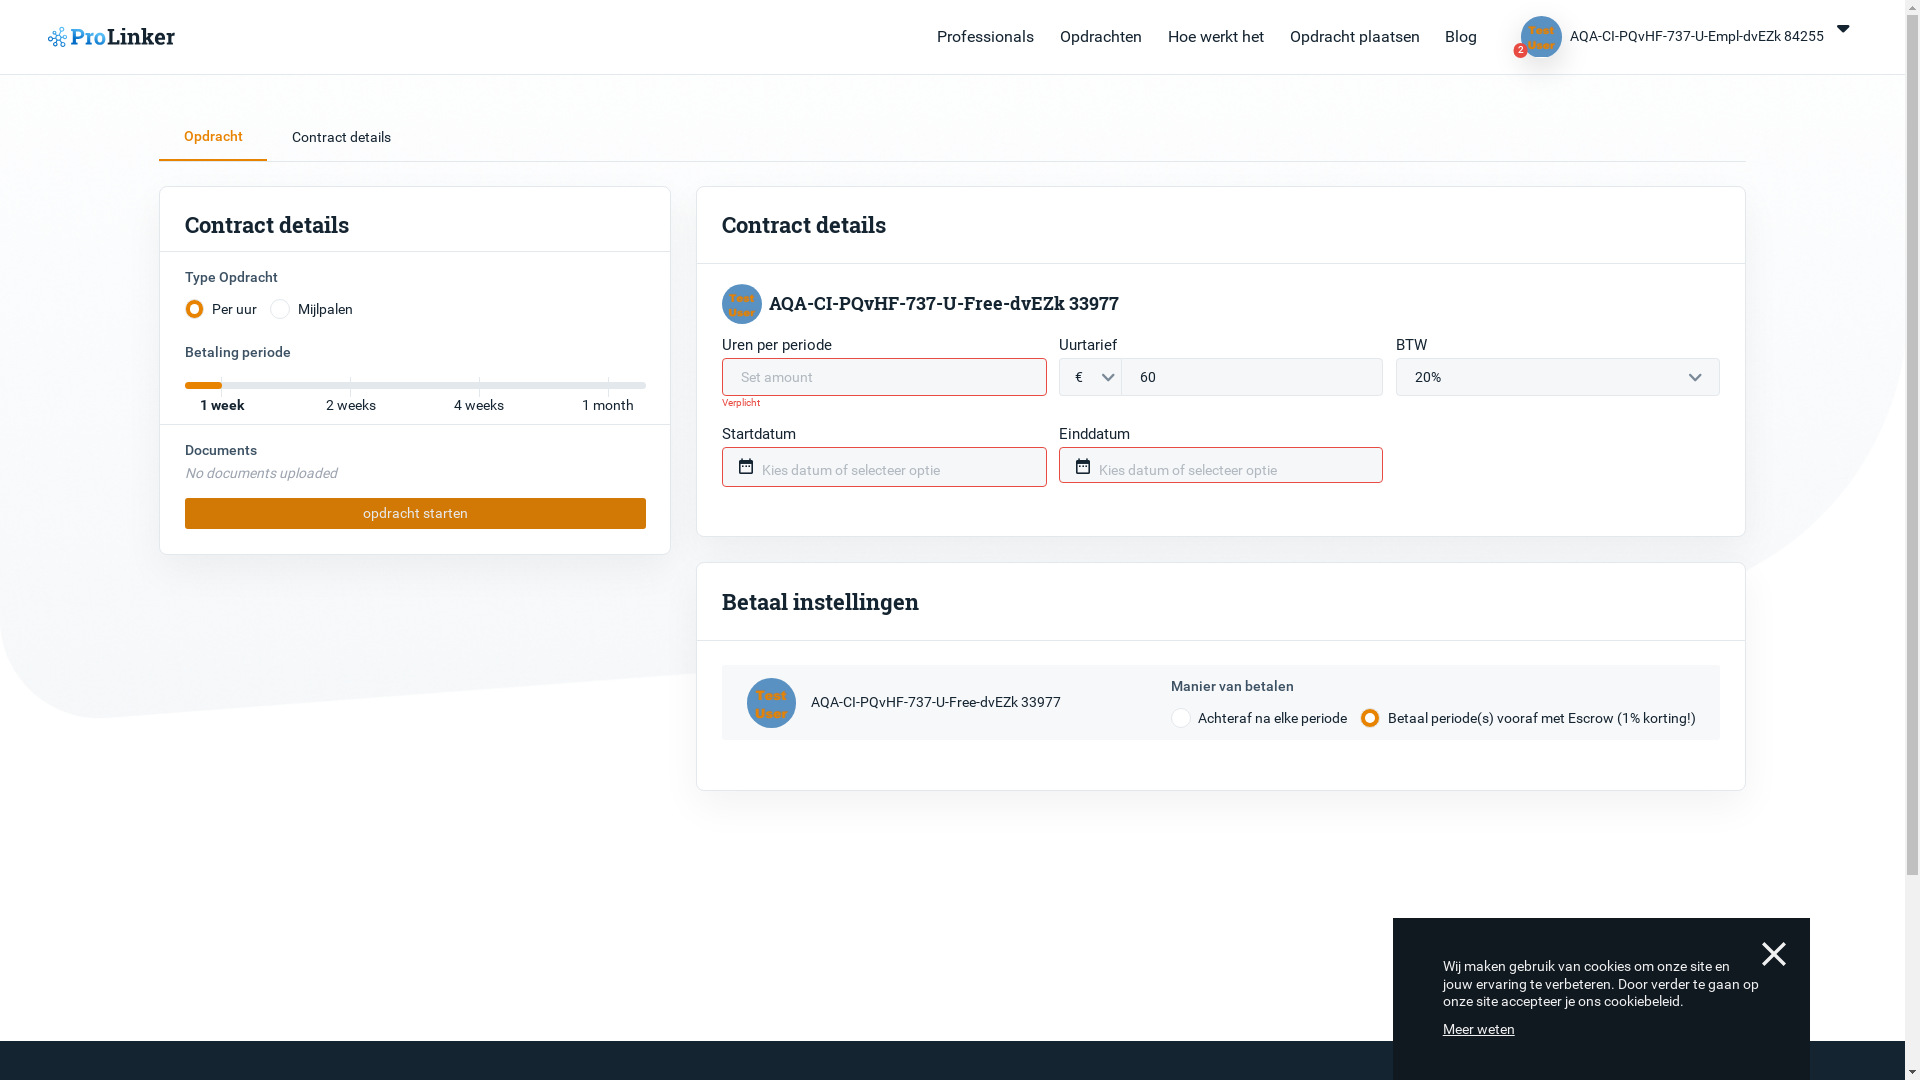 ProLinker
Professionals Opdrachten Hoe werkt het Opdracht plaatsen Blog
Test User
2
AQA-CI-PQvHF-737-U-Empl-dvEZk 84255
Opdracht Contract details
Contract details
Type Opdracht
Per uur Mijlpalen
Betaling periode
1 week 2 weeks 4 weeks 1 month
Documents
No documents uploaded
opdracht starten
Contract details
Test User
AQA-CI-PQvHF-737-U-Free-dvEZk 33977
Uren per periode Uurtarief BTW
Set amount € 60 20%
Verplicht
Startdatum Einddatum
Kies datum of selecteer optie Kies datum of selecteer optie
Betaal instellingen
Test User
AQA-CI-PQvHF-737-U-Free-dvEZk 33977
Manier van betalen
Achteraf na elke periode Betaal periode(s) vooraf met Escrow (1% korting!)
Wij maken gebruik van cookies om onze site en
jouw ervaring te verbeteren. Door verder te gaan op
onze site accepteer je ons cookiebeleid.
Meer weten